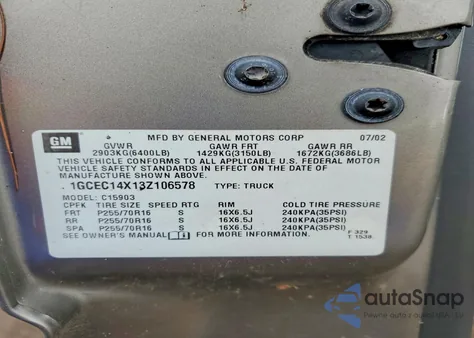 GM MFD BY GENERAL MOTORS CORP 07/02
GVWR GAWR FRT GAWR RR
2903KG(6400LB) 1429KG(3150LB) 1672KG(3686LB)
THIS VEHICLE CONFORMS TO ALL APPLICABLE U.S. FEDERAL MOTOR
VEHICLE SAFETY STANDARDS IN EFFECT ON THE DATE OF
MANUFACTURE SHOWN ABOVE.
1GCEC14X13Z106578 TYPE: TRUCK
MODEL: C15903
CPFK TIRE SIZE SPEED RTG RIM COLD TIRE PRESSURE
FRT P255/70R16 S 16X6.5J 240KPA(35PSI)
RR P255/70R16 S 16X6.5J 240KPA(35PSI)
SPA P255/70R16 S 16X6.5J 240KPA(35PSI)
SEE OWNER'S MANUAL FOR MORE INFORMATION. F 329
T 1539
autoSnap